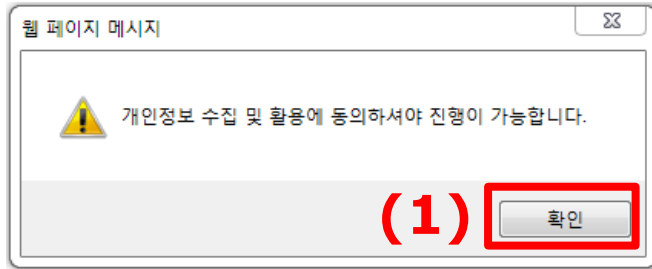 웹 페이지 메시지
개인정보 수집 및 활용에 동의하셔야 진행이 가능합니다.
(1) 확인